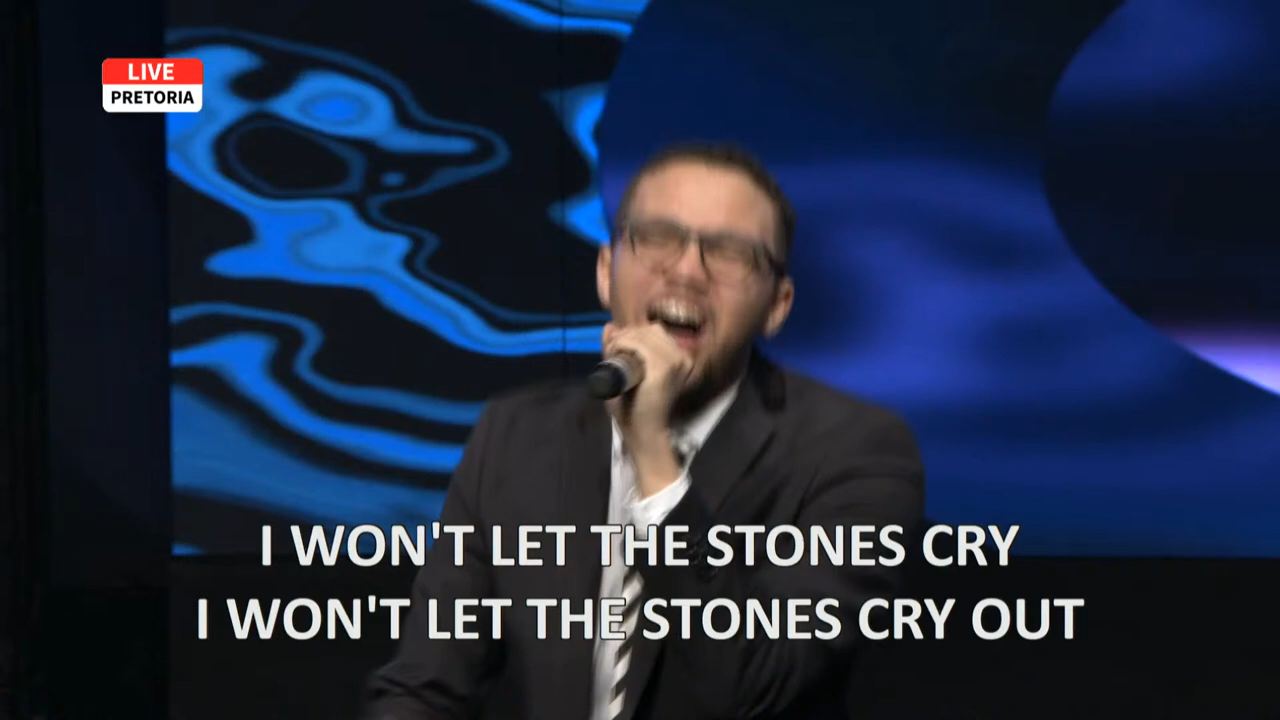 LIVE
PRETORIA
I WON'T LET THE STONES CRY
I WON'T LET THE STONES CRY OUT